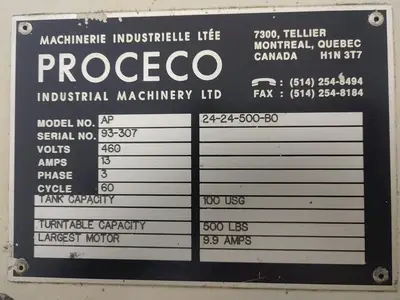 MACHINERIE INDUSTRIELLE LTÉE
PROCECO
INDUSTRIAL MACHINERY LTD
7300, TELLIER
MONTREAL, QUEBEC
CANADA H1N 3T7
☎ : (514) 254-8494
FAX : (514) 254-8184
MODEL NO. AP 24-24-500-BO
SERIAL NO. 93-307
VOLTS 460
AMPS 13
PHASE 3
CYCLE 60
TANK CAPACITY 100 USG
TURNTABLE CAPACITY 500 LBS
LARGEST MOTOR 9.9 AMPS